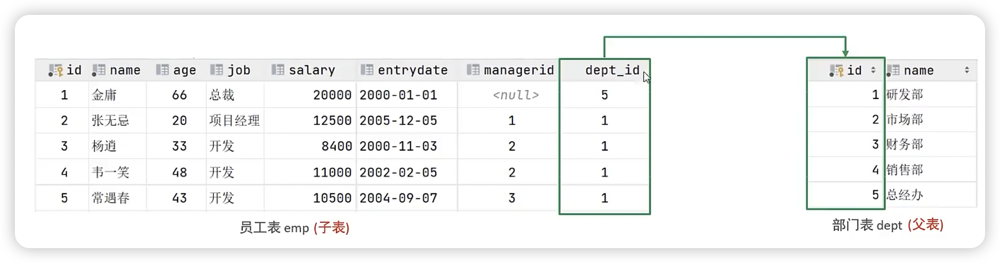 id name age job salary entrydate managerid dept_id
1 金庸 66 总裁 20000 2000-01-01 <null> 5
2 张无忌 20 项目经理 12500 2005-12-05 1 1
3 杨逍 33 开发 8400 2000-11-03 2 1
4 韦一笑 48 开发 11000 2002-02-05 2 1
5 常遇春 43 开发 10500 2004-09-07 3 1
员工表 emp (子表)
id name
1 研发部
2 市场部
3 财务部
4 销售部
5 总经办
部门表 dept (父表)